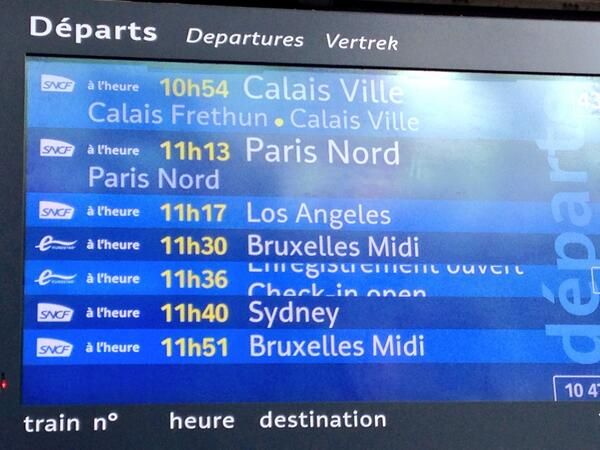 Départs Departures Vertrek
SNCF à l'heure 10h54 Calais Ville 43
Calais Frethun • Calais Ville
SNCF à l'heure 11h13 Paris Nord
Paris Nord
SNCF à l'heure 11h17 Los Angeles
EUROSTAR à l'heure 11h30 Bruxelles Midi
EUROSTAR à l'heure 11h36 Enregistrement ouvert
Check-in open
SNCF à l'heure 11h40 Sydney
SNCF à l'heure 11h51 Bruxelles Midi
départs
10 47
train n° heure destination